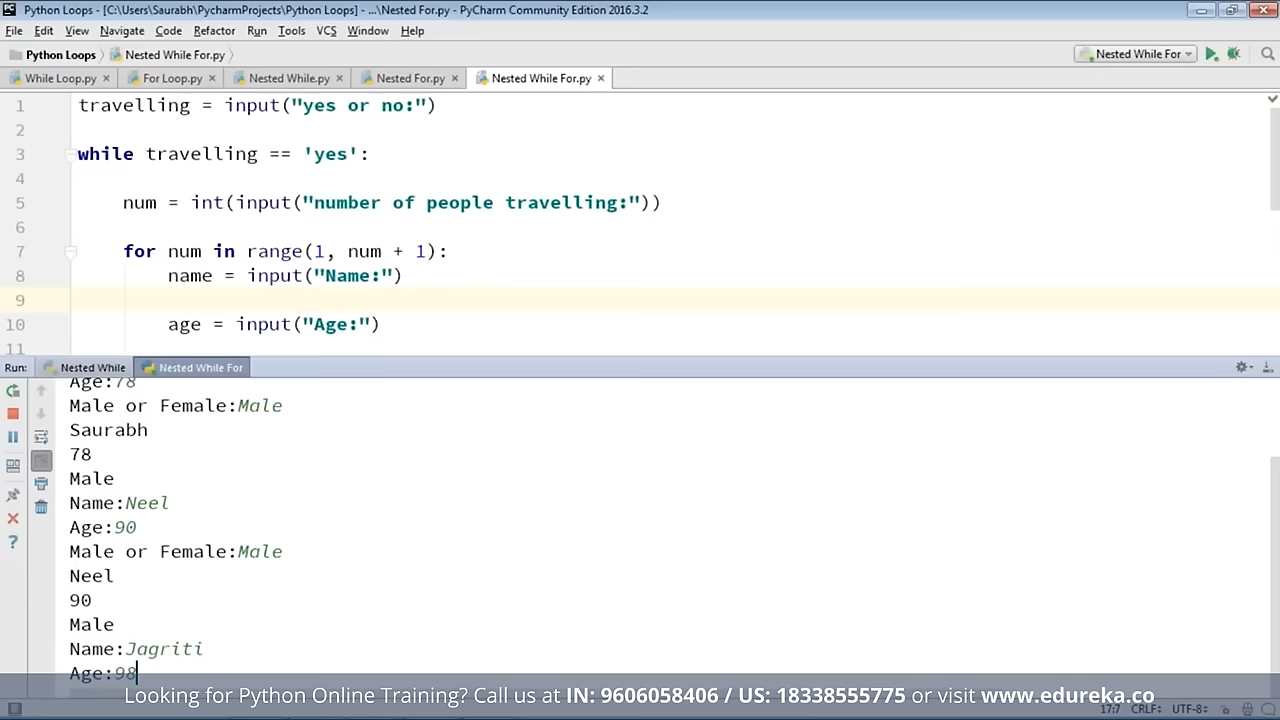 Python Loops - [C:\Users\Saurabh\PycharmProjects\Python Loops] - ...\Nested For.py - PyCharm Community Edition 2016.3.2
File Edit View Navigate Code Refactor Run Tools VCS Window Help
Python Loops Nested While For.py Nested While For
While Loop.py For Loop.py Nested While.py Nested For.py Nested While For.py
1 travelling = input("yes or no:")
2
3 while travelling == 'yes':
4
5 num = int(input("number of people travelling:"))
6
7 for num in range(1, num + 1):
8 name = input("Name:")
9
10 age = input("Age:")
11
Run: Nested While Nested While For
Age:78
Male or Female:Male
Saurabh
78
Male
Name:Neel
Age:90
Male or Female:Male
Neel
90
Male
Name:Jagriti
Age:98
Looking for Python Online Training? Call us at IN: 9606058406 / US: 18338555775 or visit www.edureka.co
17:7 CRLF UTF-8